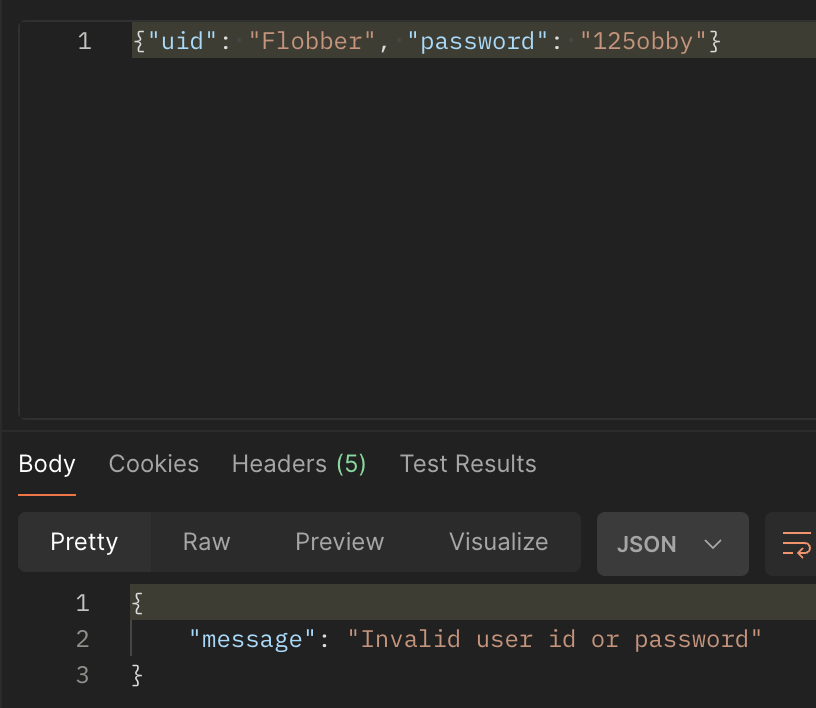 1 {"uid": "Flobber", "password": "125obby"}
Body Cookies Headers (5) Test Results
Pretty Raw Preview Visualize JSON
1 {
2 "message": "Invalid user id or password"
3 }